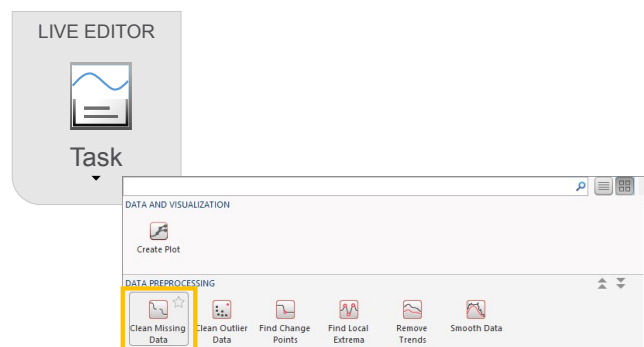 LIVE EDITOR
Task
DATA AND VISUALIZATION
Create Plot
DATA PREPROCESSING
Clean Missing Data
Clean Outlier Data
Find Change Points
Find Local Extrema
Remove Trends
Smooth Data